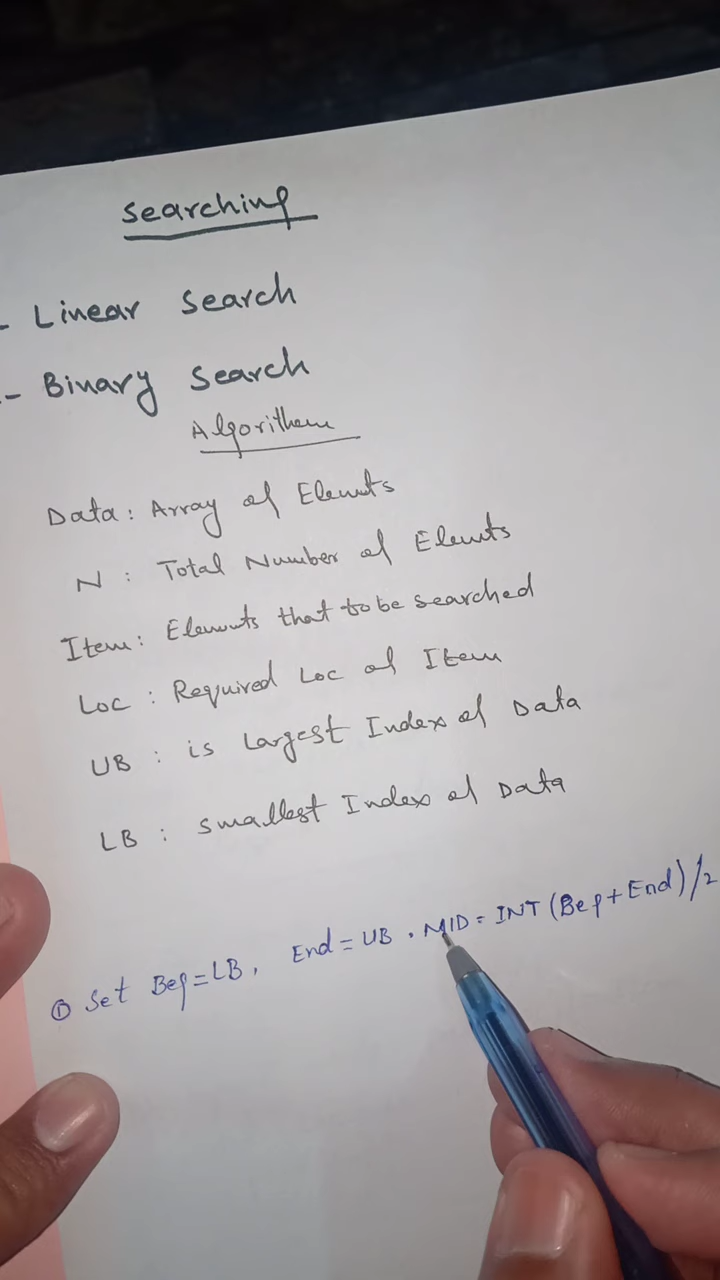 Searching
- Linear Search
- Binary Search
Algorithem
Data : Array of Elements
N : Total Number of Elements
Item : Elements that to be searched
Loc : Required Loc of Item
UB : is Largest Index of Data
LB : Smallest Index of Data
① Set Beg = LB, End = UB . MID = INT (Beg + End) / 2